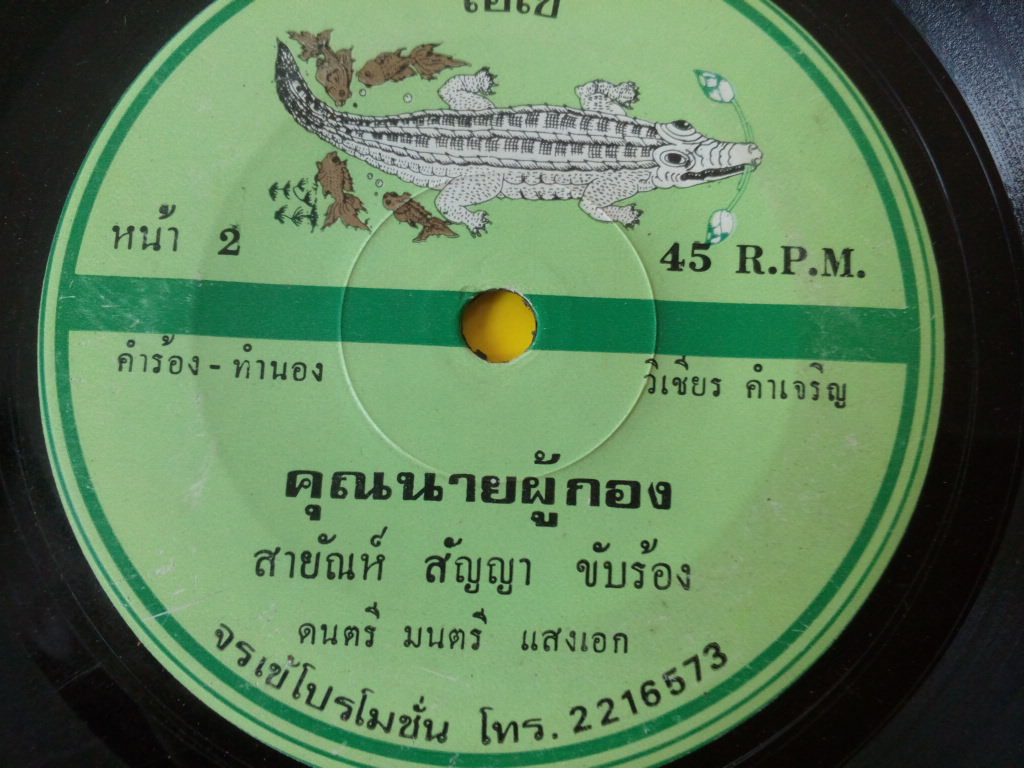 หน้า 2
45 R.P.M.
คำร้อง - ทำนอง
วิเชียร คำเจริญ
คุณนายผู้กอง
สายัณห์ สัญญา ขับร้อง
ดนตรี มนตรี แสงเอก
จรเข้โปรโมชั่น โทร. 2216573